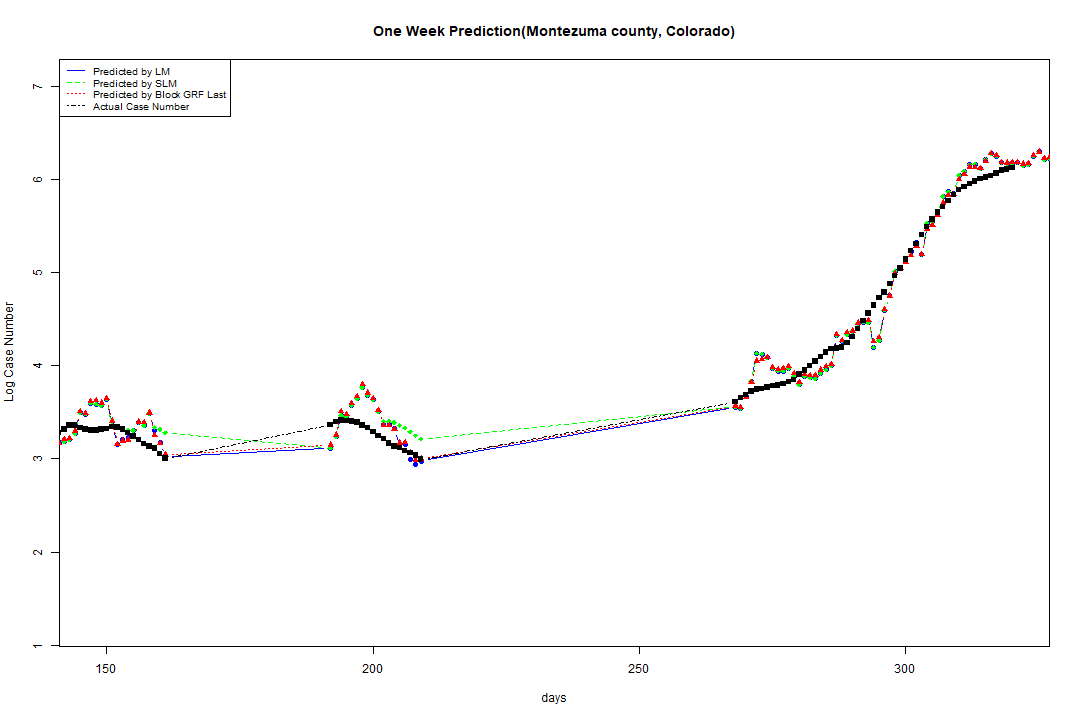 One Week Prediction(Montezuma county, Colorado)
Predicted by LM
Predicted by SLM
Predicted by Block GRF Last
Actual Case Number
7
6
5
4
3
2
1
Log Case Number
150
200
250
300
days